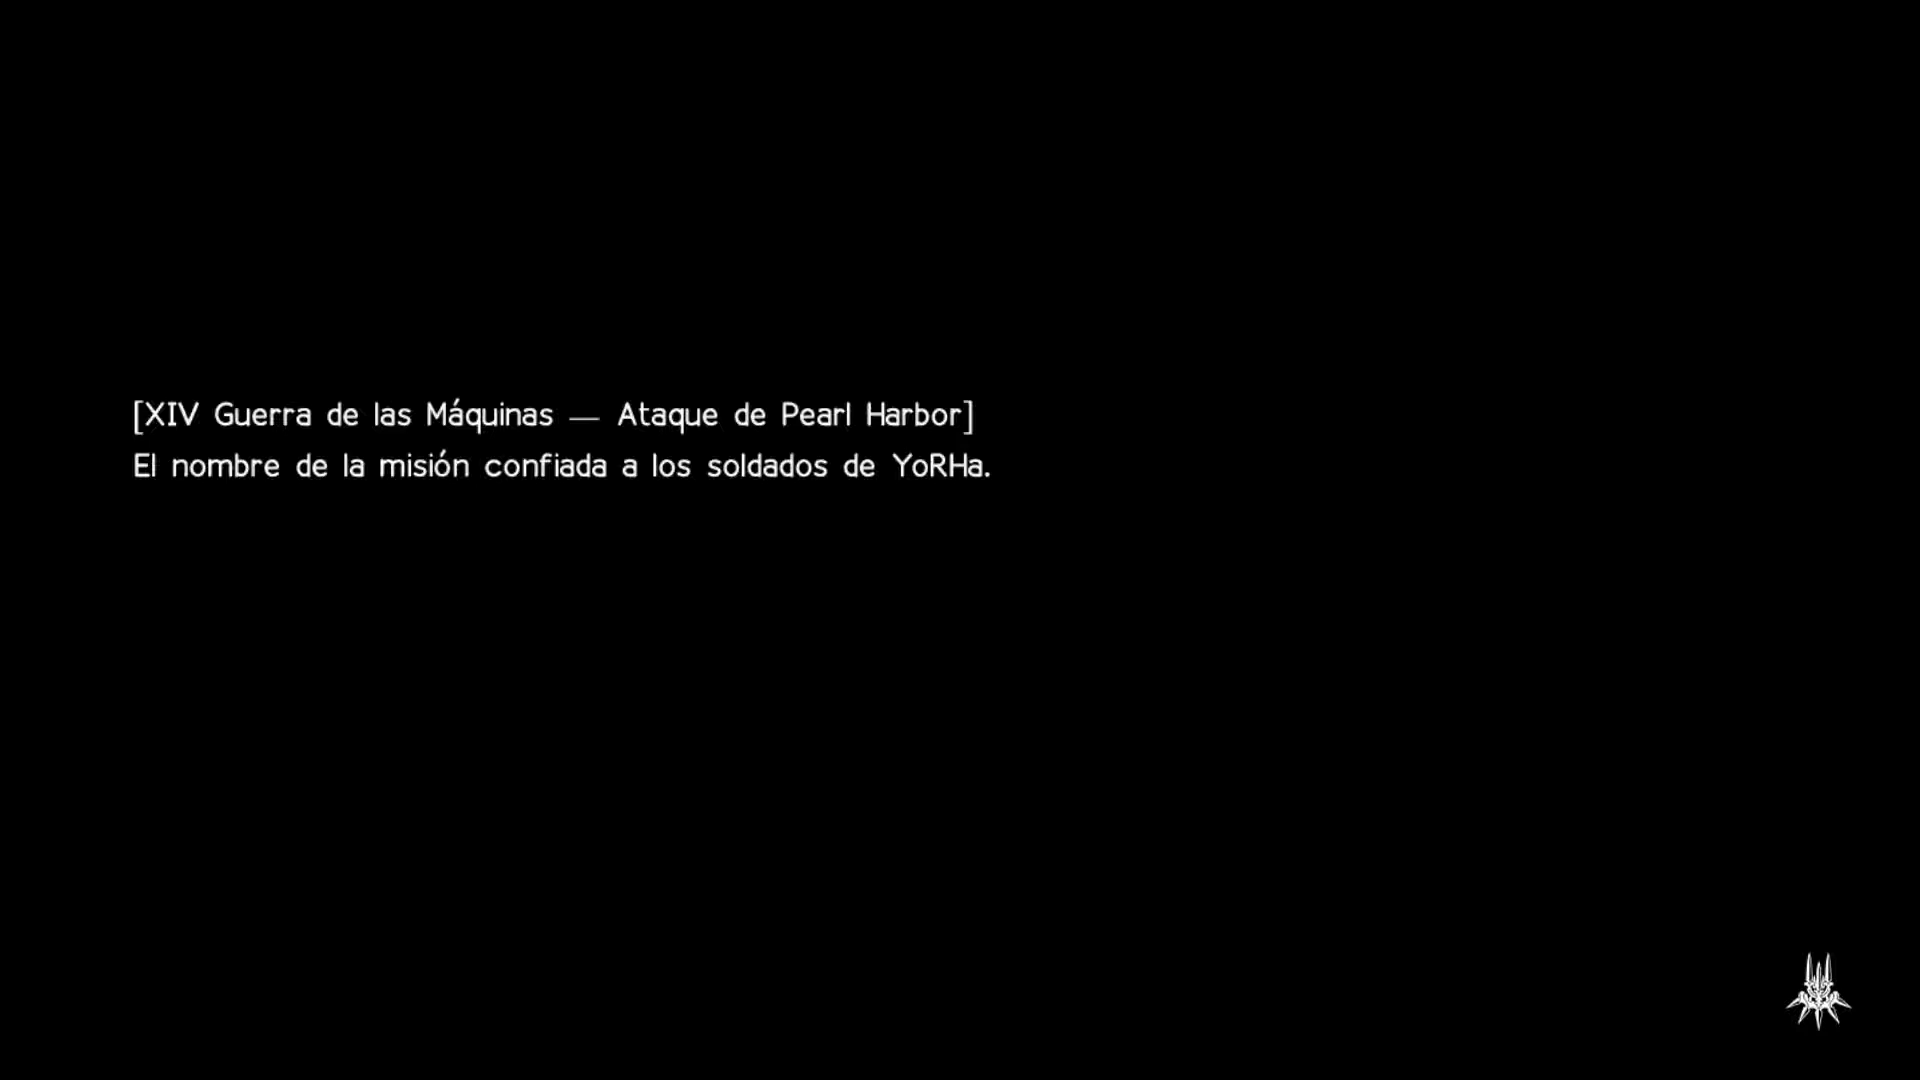 [XIV Guerra de las Máquinas — Ataque de Pearl Harbor]
El nombre de la misión confiada a los soldados de YoRHa.